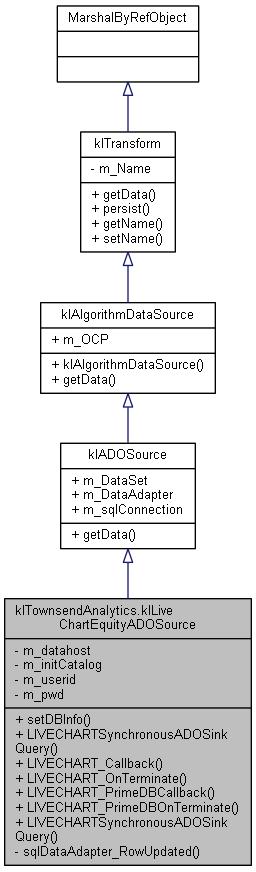 MarshalByRefObject
klTransform
- m_Name
+ getData()
+ persist()
+ getName()
+ setName()
klAlgorithmDataSource
+ m_OCP
+ klAlgorithmDataSource()
+ getData()
klADOSource
+ m_DataSet
+ m_DataAdapter
+ m_sqlConnection
+ getData()
klTownsendAnalytics.klLive
ChartEquityADOSource
- m_datahost
- m_initCatalog
- m_userid
- m_pwd
+ setDBInfo()
+ LIVECHARTSynchronousADOSink
Query()
+ LIVECHART_Callback()
+ LIVECHART_OnTerminate()
+ LIVECHART_PrimeDBCallback()
+ LIVECHART_PrimeDBOnTerminate()
+ LIVECHARTSynchronousADOSink
Query()
- sqlDataAdapter_RowUpdated()